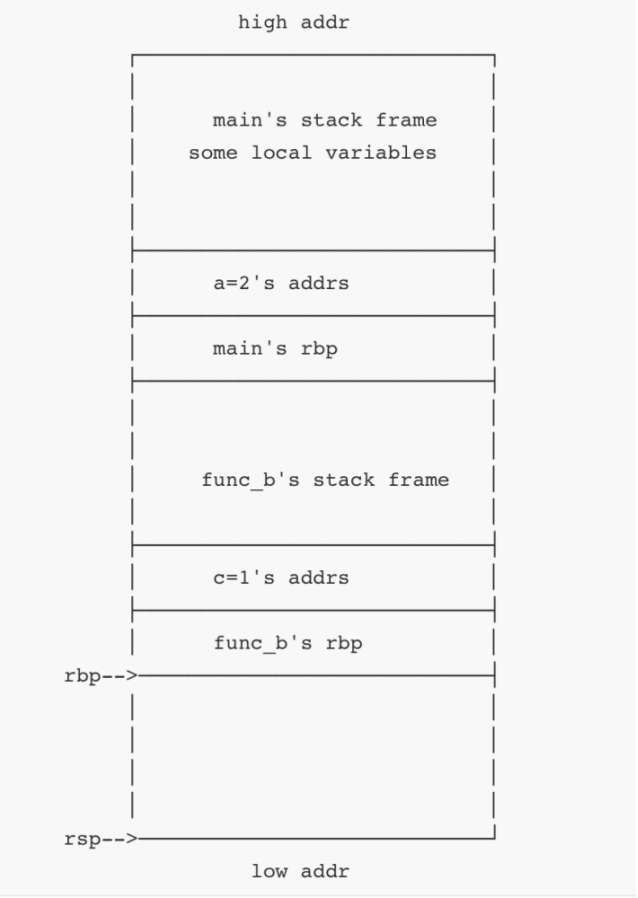 high addr
main's stack frame
some local variables
a=2's addrs
main's rbp
func_b's stack frame
c=1's addrs
func_b's rbp
rbp-->
rsp-->
low addr